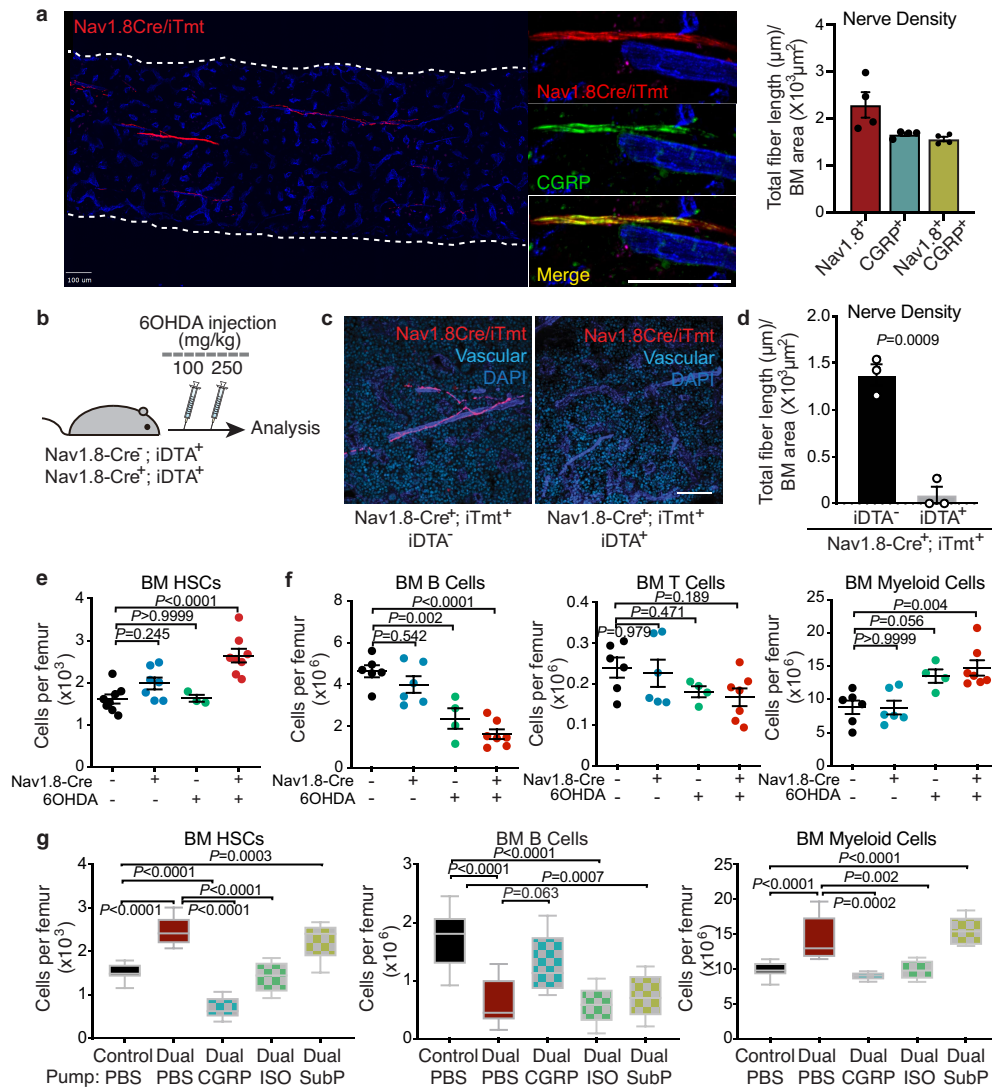 a
Nav1.8Cre/iTmt
100 um
Nav1.8Cre/iTmt
CGRP
Merge
Nerve Density
Total fiber length (μm)/
BM area (X10³μm²)
4
3
2
1
0
Nav1.8⁺
CGRP⁺
Nav1.8⁺
CGRP⁺
b
6OHDA injection
(mg/kg)
100 250
Analysis
Nav1.8-Cre⁻; iDTA⁺
Nav1.8-Cre⁺; iDTA⁺
c
Nav1.8Cre/iTmt
Vascular
DAPI
Nav1.8Cre/iTmt
Vascular
DAPI
Nav1.8-Cre⁺; iTmt⁺
iDTA⁻
Nav1.8-Cre⁺; iTmt⁺
iDTA⁺
d
Nerve Density
P=0.0009
Total fiber length (μm)/
BM area (X10³μm²)
2.0
1.5
1.0
0.5
0
iDTA⁻ iDTA⁺
Nav1.8-Cre⁺; iTmt⁺
e
BM HSCs
P<0.0001
P>0.9999
P=0.245
Cells per femur
(x10³)
4
3
2
1
0
Nav1.8-Cre - + - +
6OHDA - - + +
f
BM B Cells
P<0.0001
P=0.002
P=0.542
Cells per femur
(x10⁶)
8
6
4
2
0
- + - +
- - + +
BM T Cells
P=0.189
P=0.471
P=0.979
Cells per femur
(x10⁶)
0.4
0.3
0.2
0.1
0
Nav1.8-Cre - + - +
6OHDA - - + +
BM Myeloid Cells
P=0.004
P=0.056
P>0.9999
Cells per femur
(x10⁶)
25
20
15
10
5
0
Nav1.8-Cre - + - +
6OHDA - - + +
g
BM HSCs
P=0.0003
P<0.0001
P<0.0001
P<0.0001
P<0.0001
Cells per femur
(x10³)
4
3
2
1
0
Control Dual Dual Dual Dual
Pump: PBS PBS CGRP ISO SubP
BM B Cells
P<0.0001
P<0.0001
P=0.0007
P=0.063
Cells per femur
(x10⁶)
3
2
1
0
Control Dual Dual Dual Dual
PBS PBS CGRP ISO SubP
BM Myeloid Cells
P<0.0001
P<0.0001
P=0.002
P=0.0002
Cells per femur
(x10⁶)
25
20
15
10
5
0
Control Dual Dual Dual Dual
PBS PBS CGRP ISO SubP